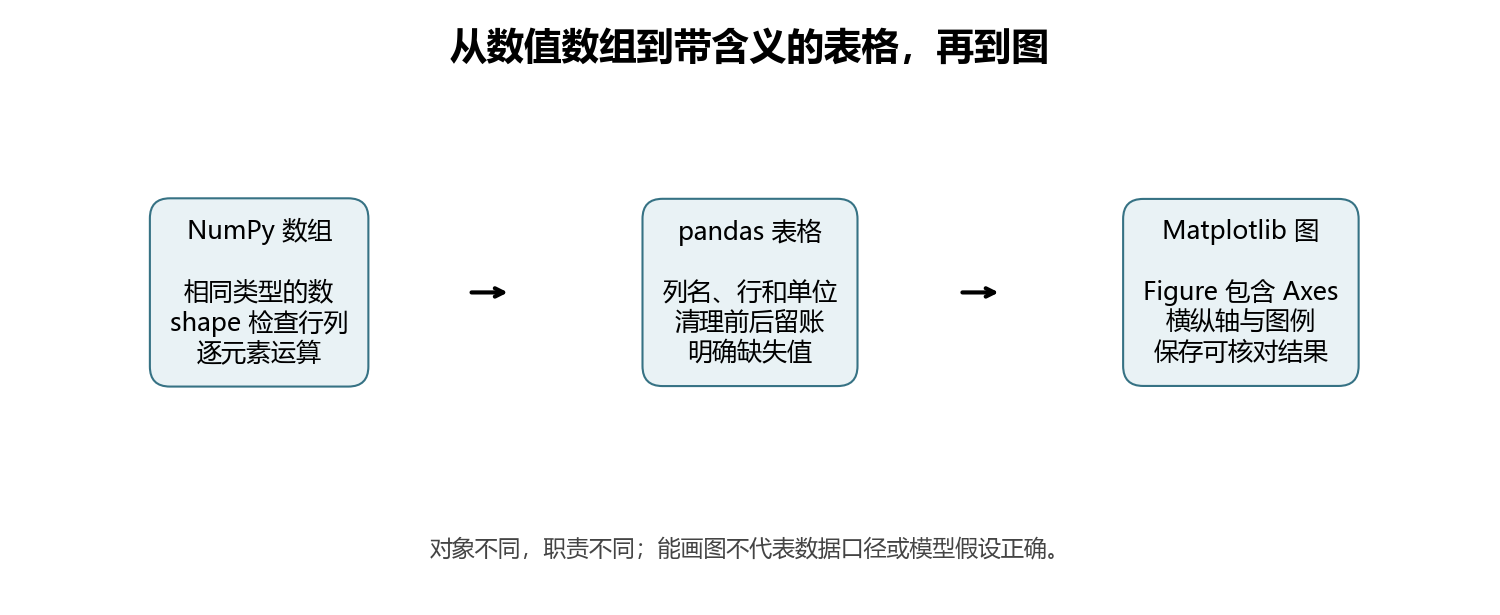 从数值数组到带含义的表格，再到图
NumPy 数组
相同类型的数
shape 检查行列
逐元素运算
pandas 表格
列名、行和单位
清理前后留账
明确缺失值
Matplotlib 图
Figure 包含 Axes
横纵轴与图例
保存可核对结果
对象不同，职责不同；能画图不代表数据口径或模型假设正确。